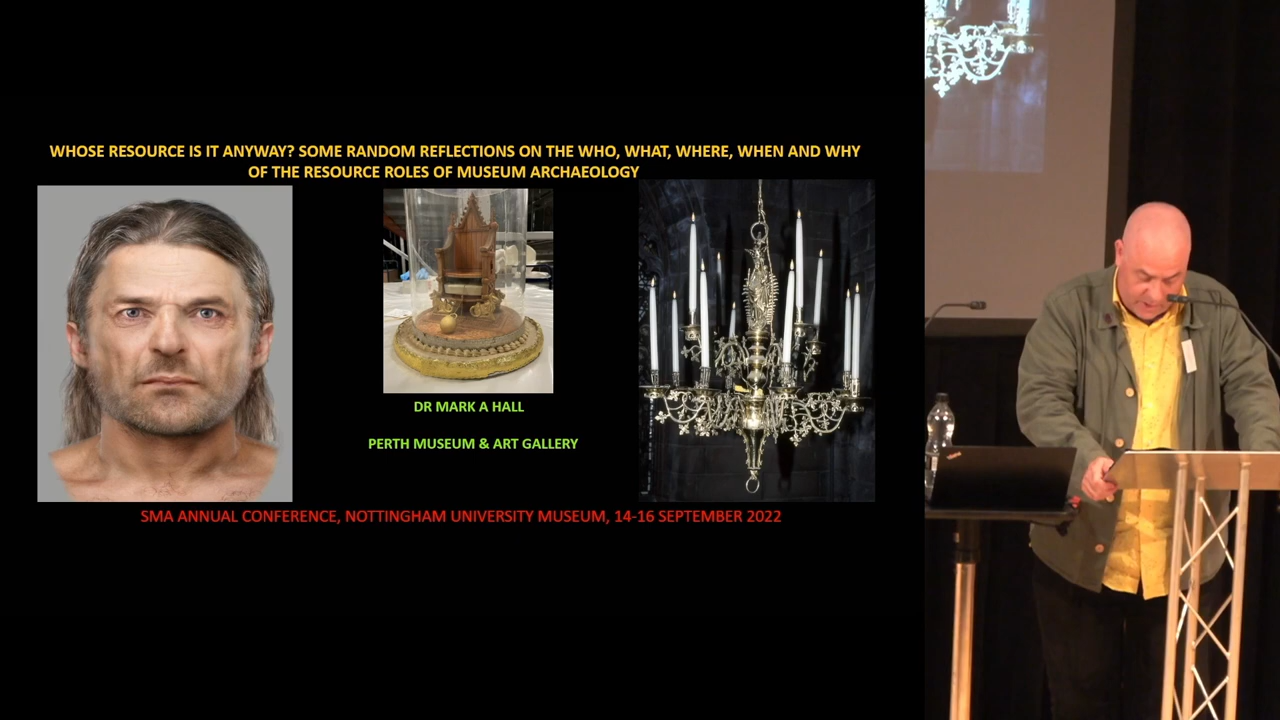 WHOSE RESOURCE IS IT ANYWAY? SOME RANDOM REFLECTIONS ON THE WHO, WHAT, WHERE, WHEN AND WHY
OF THE RESOURCE ROLES OF MUSEUM ARCHAEOLOGY
DR MARK A HALL
PERTH MUSEUM & ART GALLERY
SMA ANNUAL CONFERENCE, NOTTINGHAM UNIVERSITY MUSEUM, 14-16 SEPTEMBER 2022